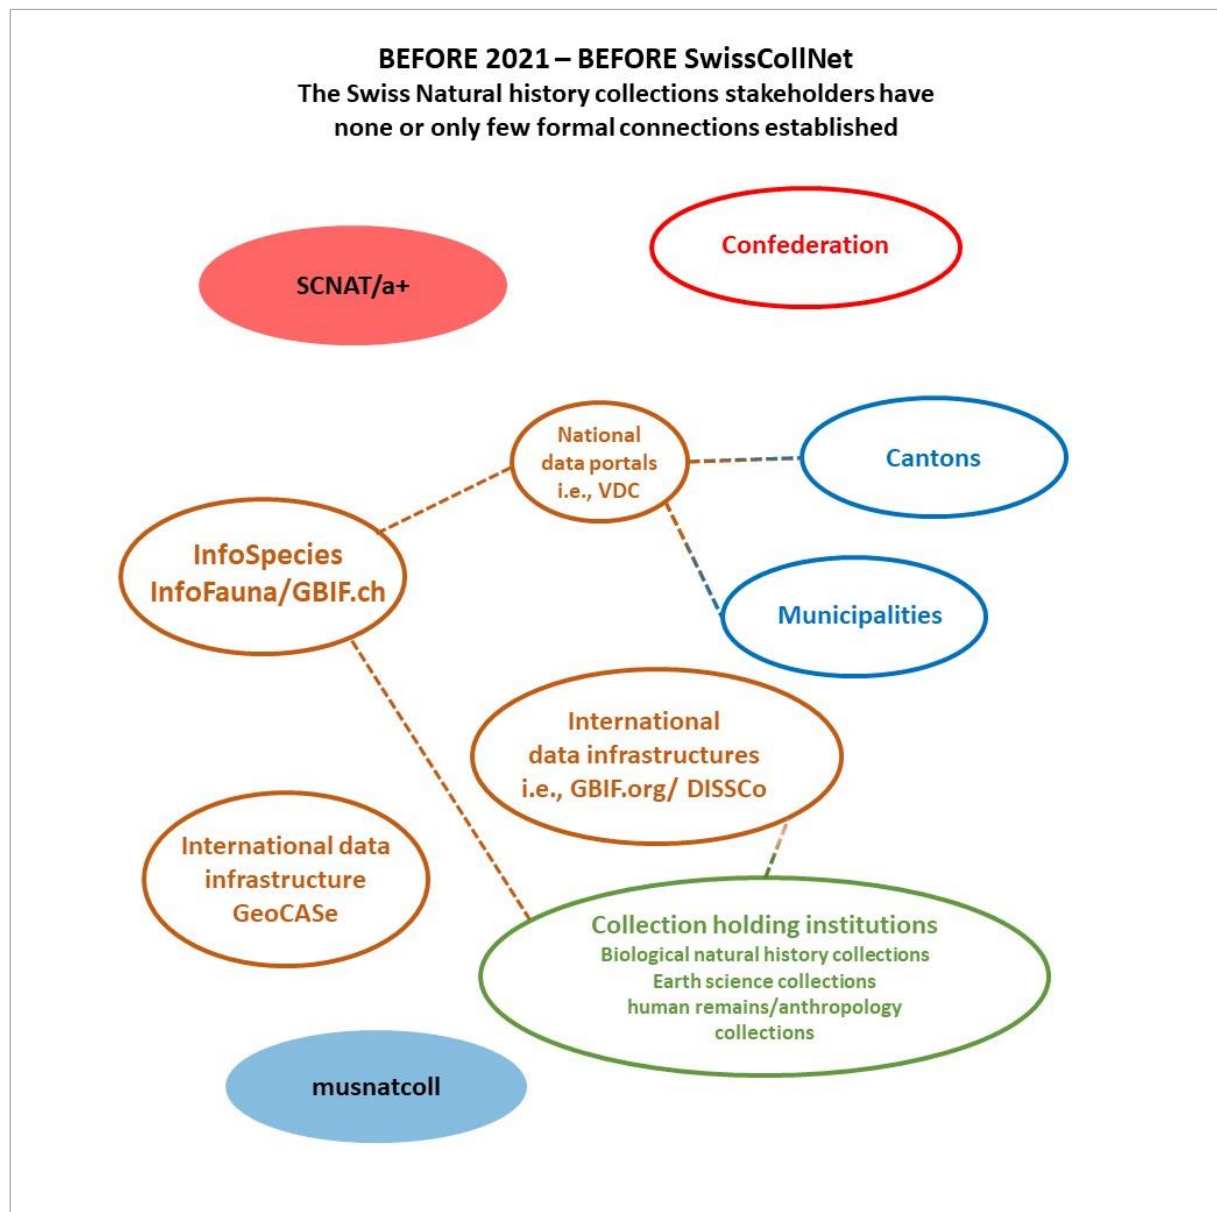 BEFORE 2021 – BEFORE SwissCollNet
The Swiss Natural history collections stakeholders have
none or only few formal connections established
Confederation
SCNAT/a+
National
data portals
i.e., VDC
Cantons
InfoSpecies
InfoFauna/GBIF.ch
Municipalities
International
data infrastructures
i.e., GBIF.org/ DISSCo
International data
infrastructure
GeoCASe
Collection holding institutions
Biological natural history collections
Earth science collections
human remains/anthropology
collections
musnatcoll